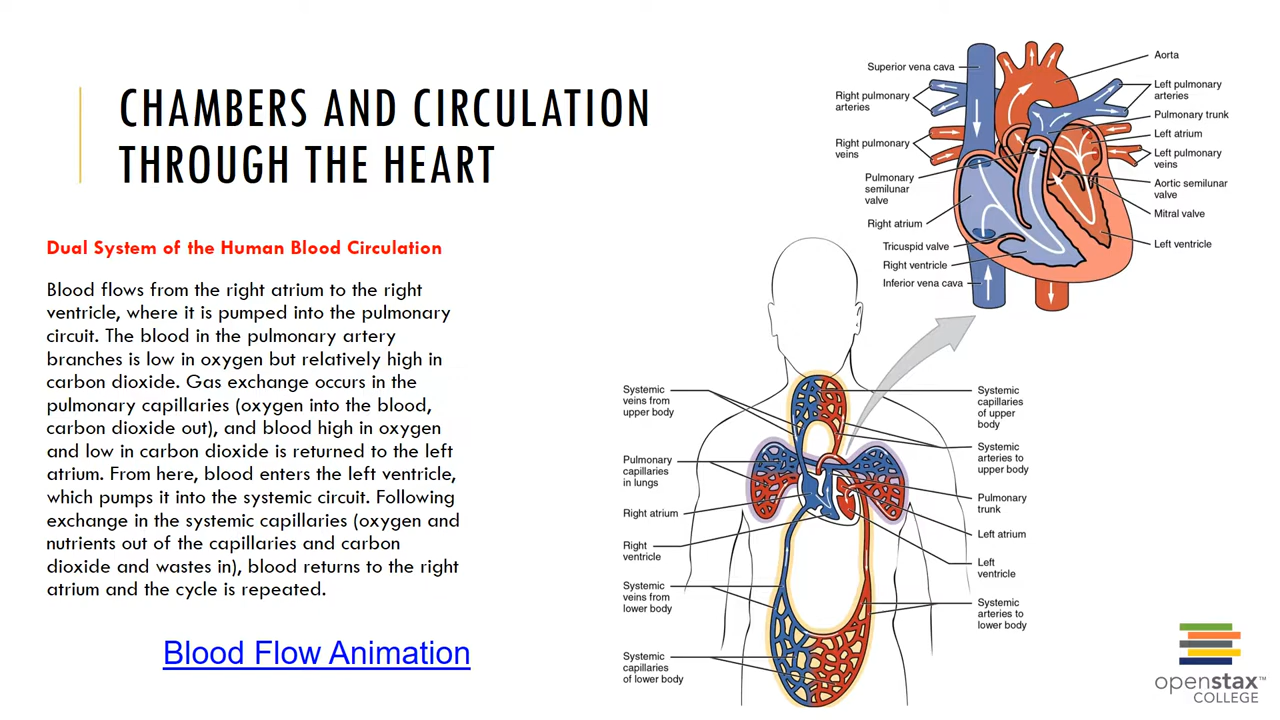 CHAMBERS AND CIRCULATION
THROUGH THE HEART
Dual System of the Human Blood Circulation
Blood flows from the right atrium to the right
ventricle, where it is pumped into the pulmonary
circuit. The blood in the pulmonary artery
branches is low in oxygen but relatively high in
carbon dioxide. Gas exchange occurs in the
pulmonary capillaries (oxygen into the blood,
carbon dioxide out), and blood high in oxygen
and low in carbon dioxide is returned to the left
atrium. From here, blood enters the left ventricle,
which pumps it into the systemic circuit. Following
exchange in the systemic capillaries (oxygen and
nutrients out of the capillaries and carbon
dioxide and wastes in), blood returns to the right
atrium and the cycle is repeated.
Blood Flow Animation
Superior vena cava
Right pulmonary
arteries
Right pulmonary
veins
Pulmonary
semilunar
valve
Right atrium
Tricuspid valve
Right ventricle
Inferior vena cava
Aorta
Left pulmonary
arteries
Pulmonary trunk
Left atrium
Left pulmonary
veins
Aortic semilunar
valve
Mitral valve
Left ventricle
Systemic
veins from
upper body
Pulmonary
capillaries
in lungs
Right atrium
Right
ventricle
Systemic
veins from
lower body
Systemic
capillaries
of lower body
Systemic
capillaries
of upper
body
Systemic
arteries to
upper body
Pulmonary
trunk
Left atrium
Left
ventricle
Systemic
arteries to
lower body
openstax™
COLLEGE